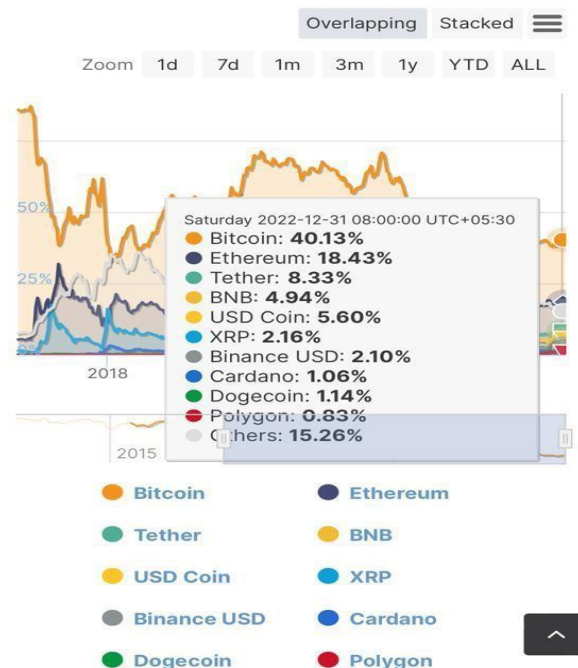 Overlapping Stacked
Zoom 1d 7d 1m 3m 1y YTD ALL
50%
25%
0%
Saturday 2022-12-31 08:00:00 UTC+05:30
Bitcoin: 40.13%
Ethereum: 18.43%
Tether: 8.33%
BNB: 4.94%
USD Coin: 5.60%
XRP: 2.16%
Binance USD: 2.10%
Cardano: 1.06%
Dogecoin: 1.14%
Polygon: 0.83%
Others: 15.26%
2018
2015
Bitcoin Ethereum
Tether BNB
USD Coin XRP
Binance USD Cardano
Dogecoin Polygon